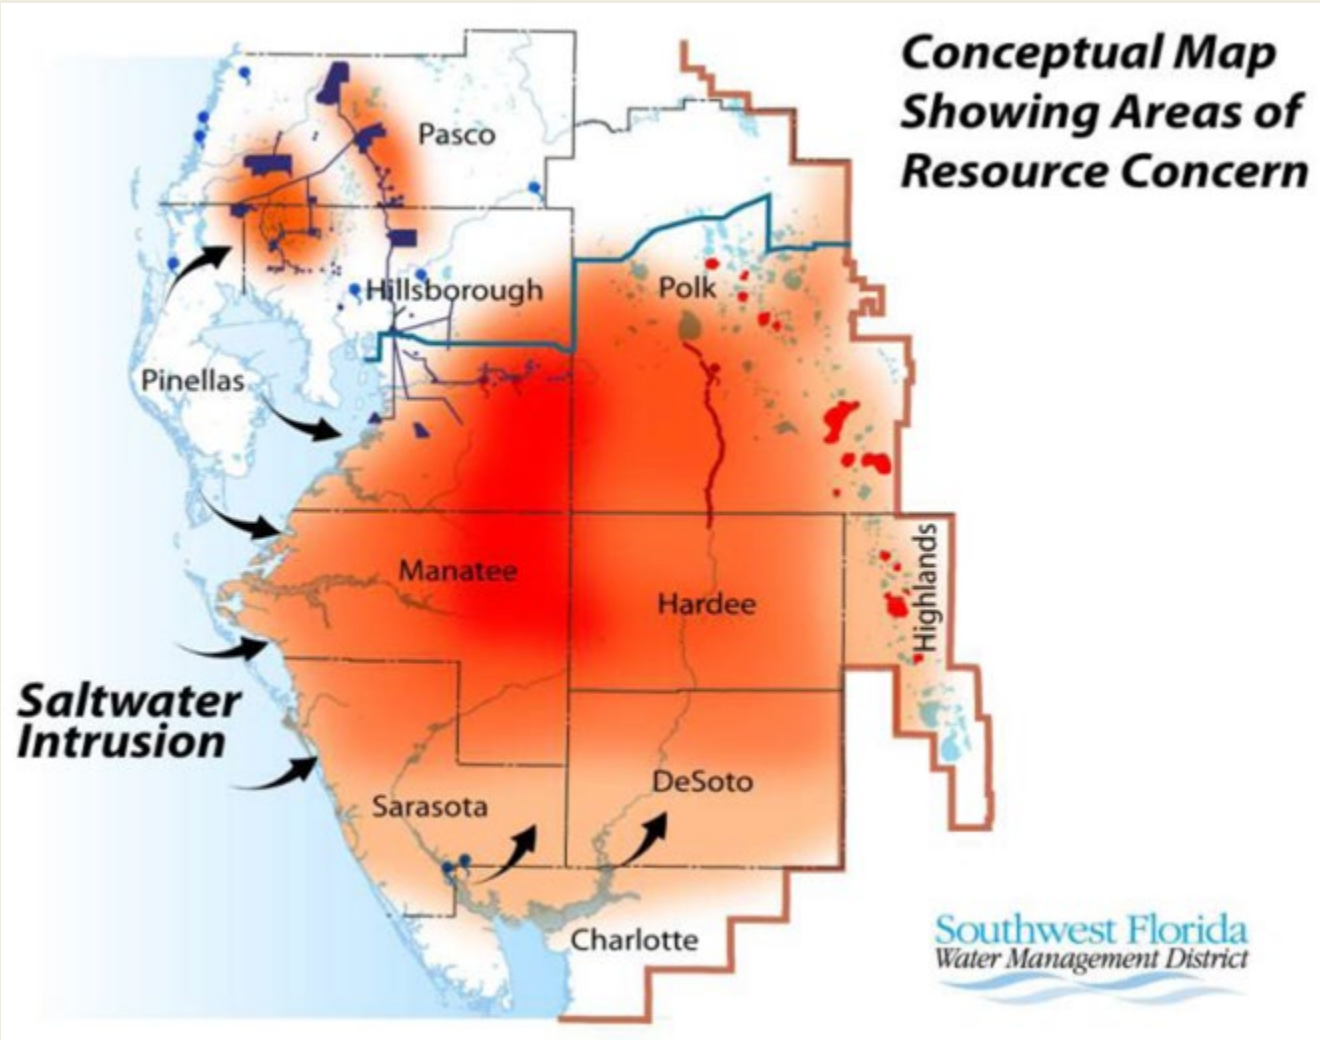 Conceptual Map
Showing Areas of
Resource Concern
Pasco
Hillsborough
Polk
Pinellas
Manatee
Hardee
Highlands
Saltwater
Intrusion
DeSoto
Sarasota
Charlotte
Southwest Florida
Water Management District